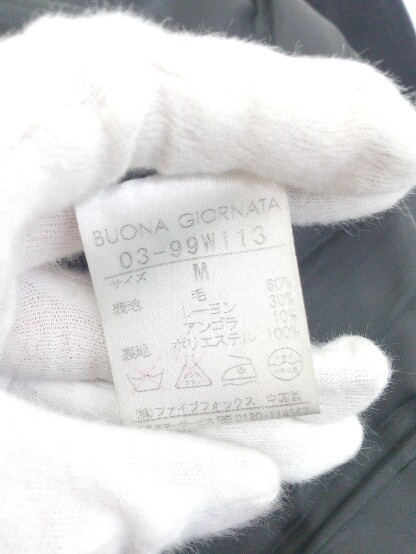 BUONA GIORNATA
03-99W113
サイズ M
表地 毛 60%
レーヨン 30%
アンゴラ 10%
裏地 ポリエステル 100%
(株)ファイブフォックス 中国製